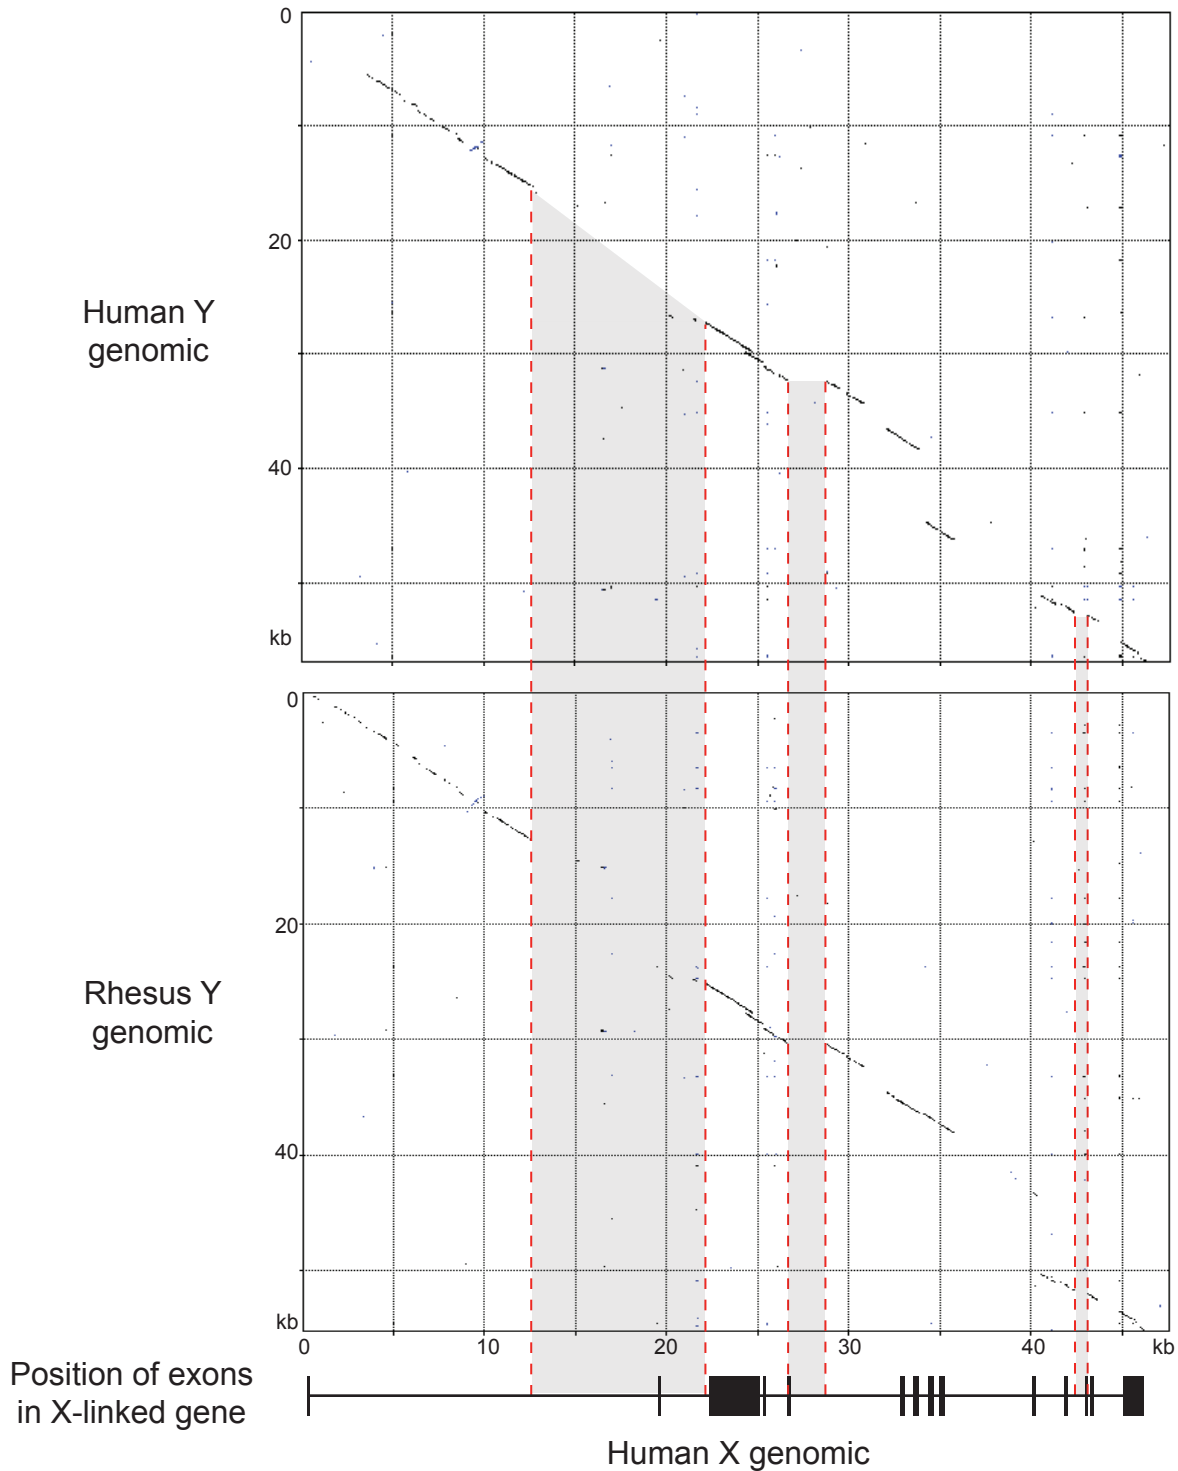 0
20
40
kb
Human Y
genomic
0
20
40
kb
Rhesus Y
genomic
0 10 20 30 40 kb
Position of exons
in X-linked gene
Human X genomic